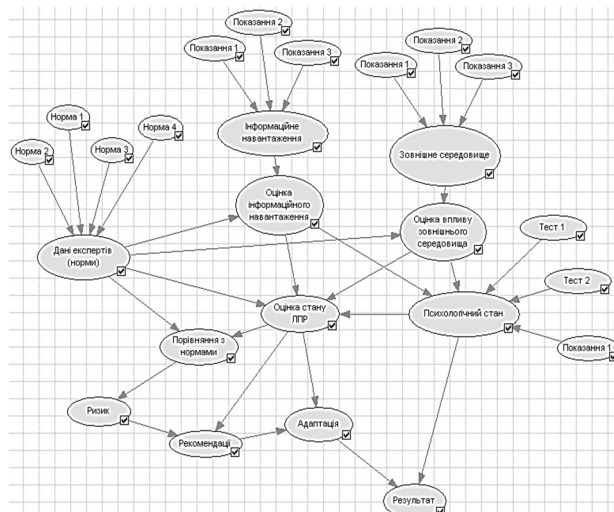 Показання 2
Показання 1
Показання 3
Показання 2
Показання 1
Показання 3
Норма 1
Норма 2
Норма 3
Норма 4
Інформаційне
навантаження
Зовнішнє середовище
Оцінка
інформаційного
навантаження
Оцінка впливу
зовнішнього
середовища
Тест 1
Дані експертів
(норми)
Тест 2
Оцінка стану
ЛПР
Психологічний стан
Порівняння з
нормами
Показання 1
Ризик
Рекомендації
Адаптація
Результат